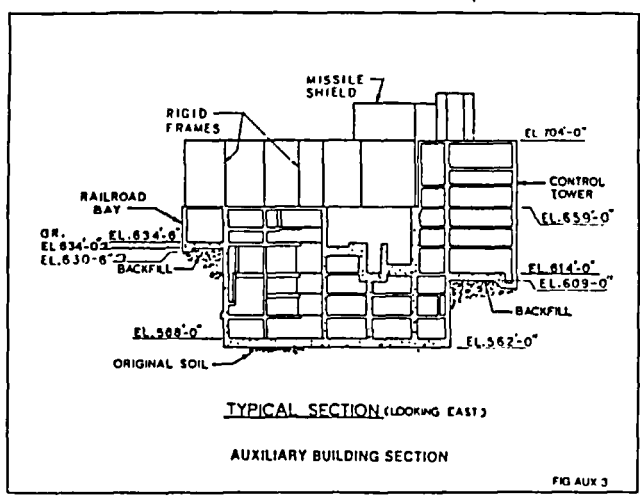 MISSILE
SHIELD
RIGID
FRAMES
EL 704'-0"
RAILROAD
BAY
CONTROL
TOWER
EL.659'-0"
GR.
EL 634'-0"
EL.634'-6"
EL.630-6"
BACKFILL
EL.614'-0"
EL.609-0"
BACKFILL
EL.568'-0"
EL.562'-0"
ORIGINAL SOIL
TYPICAL SECTION (LOOKING EAST)
AUXILIARY BUILDING SECTION
FIG AUX 3